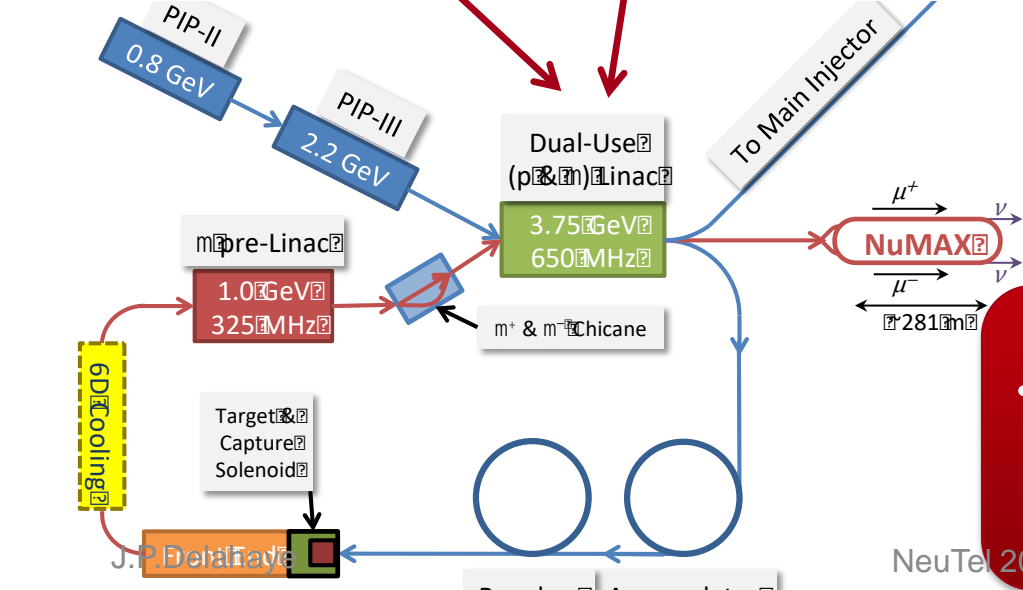 PIP-II
0.8 GeV
PIP-III
2.2 GeV
To Main Injector
Dual-Use
(p & m) Linac
3.75 GeV
650 MHz
m pre-Linac
1.0 GeV
325 MHz
μ+
ν
NuMAX
ν
μ−
~281 m
m+ & m− Chicane
6D Cooling
Target &
Capture
Solenoid
Front End
J.P.Delahaye
NeuTel 20